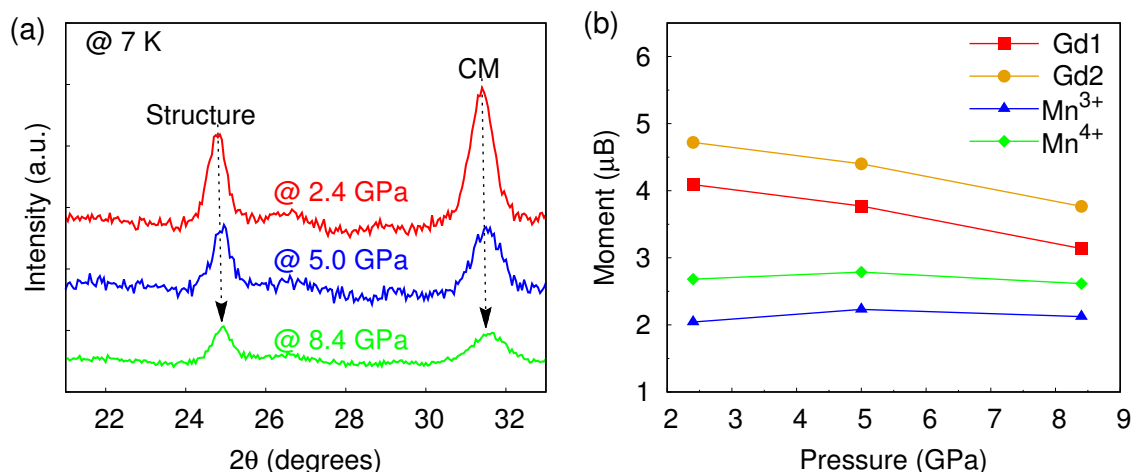 (a)
@ 7 K
CM
Structure
@ 2.4 GPa
@ 5.0 GPa
@ 8.4 GPa
Intensity (a.u.)
22 24 26 28 30 32
2θ (degrees)
(b)
Gd1
Gd2
Mn3+
Mn4+
6
5
4
3
2
1
Moment (μB)
2 3 4 5 6 7 8 9
Pressure (GPa)